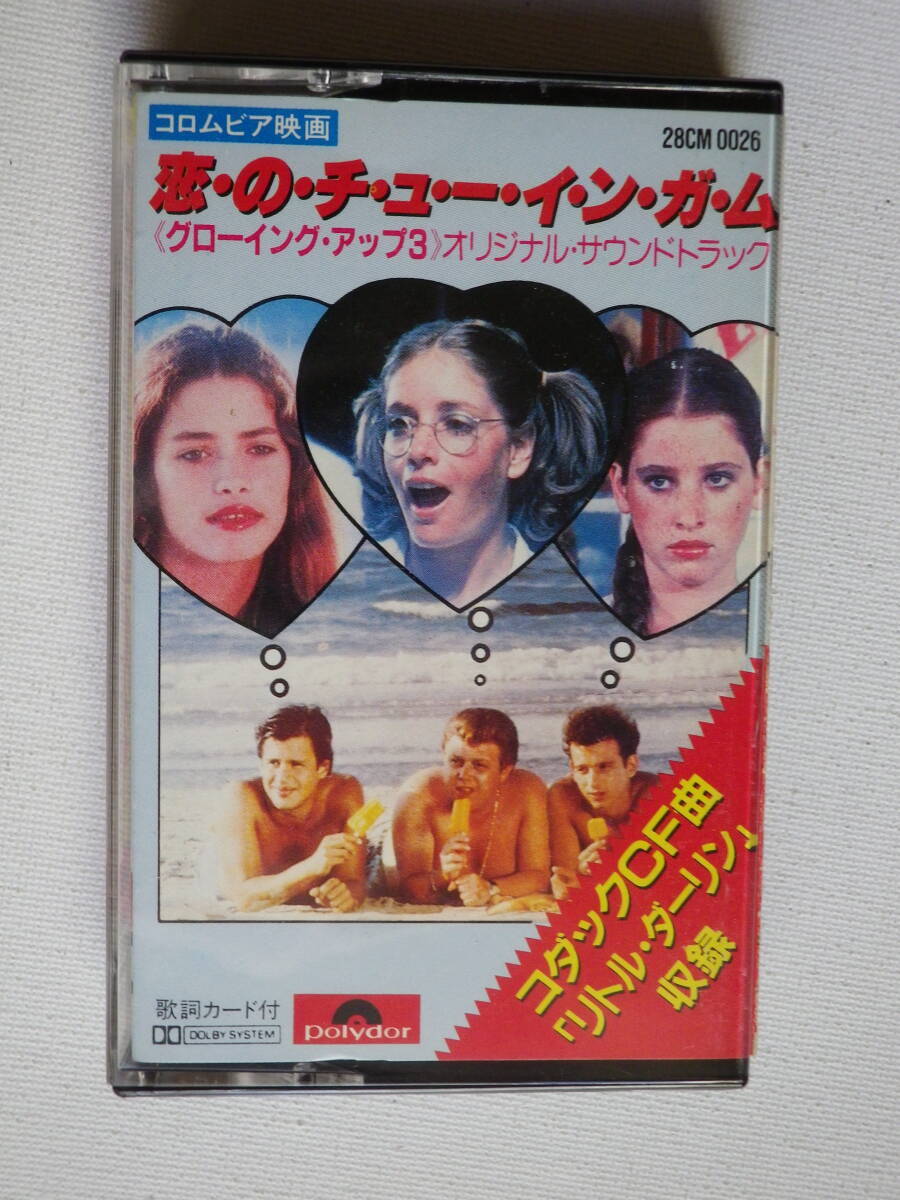 コロムビア映画
28CM 0026
恋・の・チ・ュ・ー・イ・ン・ガ・ム
《グローイング・アップ3》オリジナル・サウンドトラック
コダックCF曲
「リトル・ダーリン」
収録
歌詞カード付
DOLBY SYSTEM
polydor